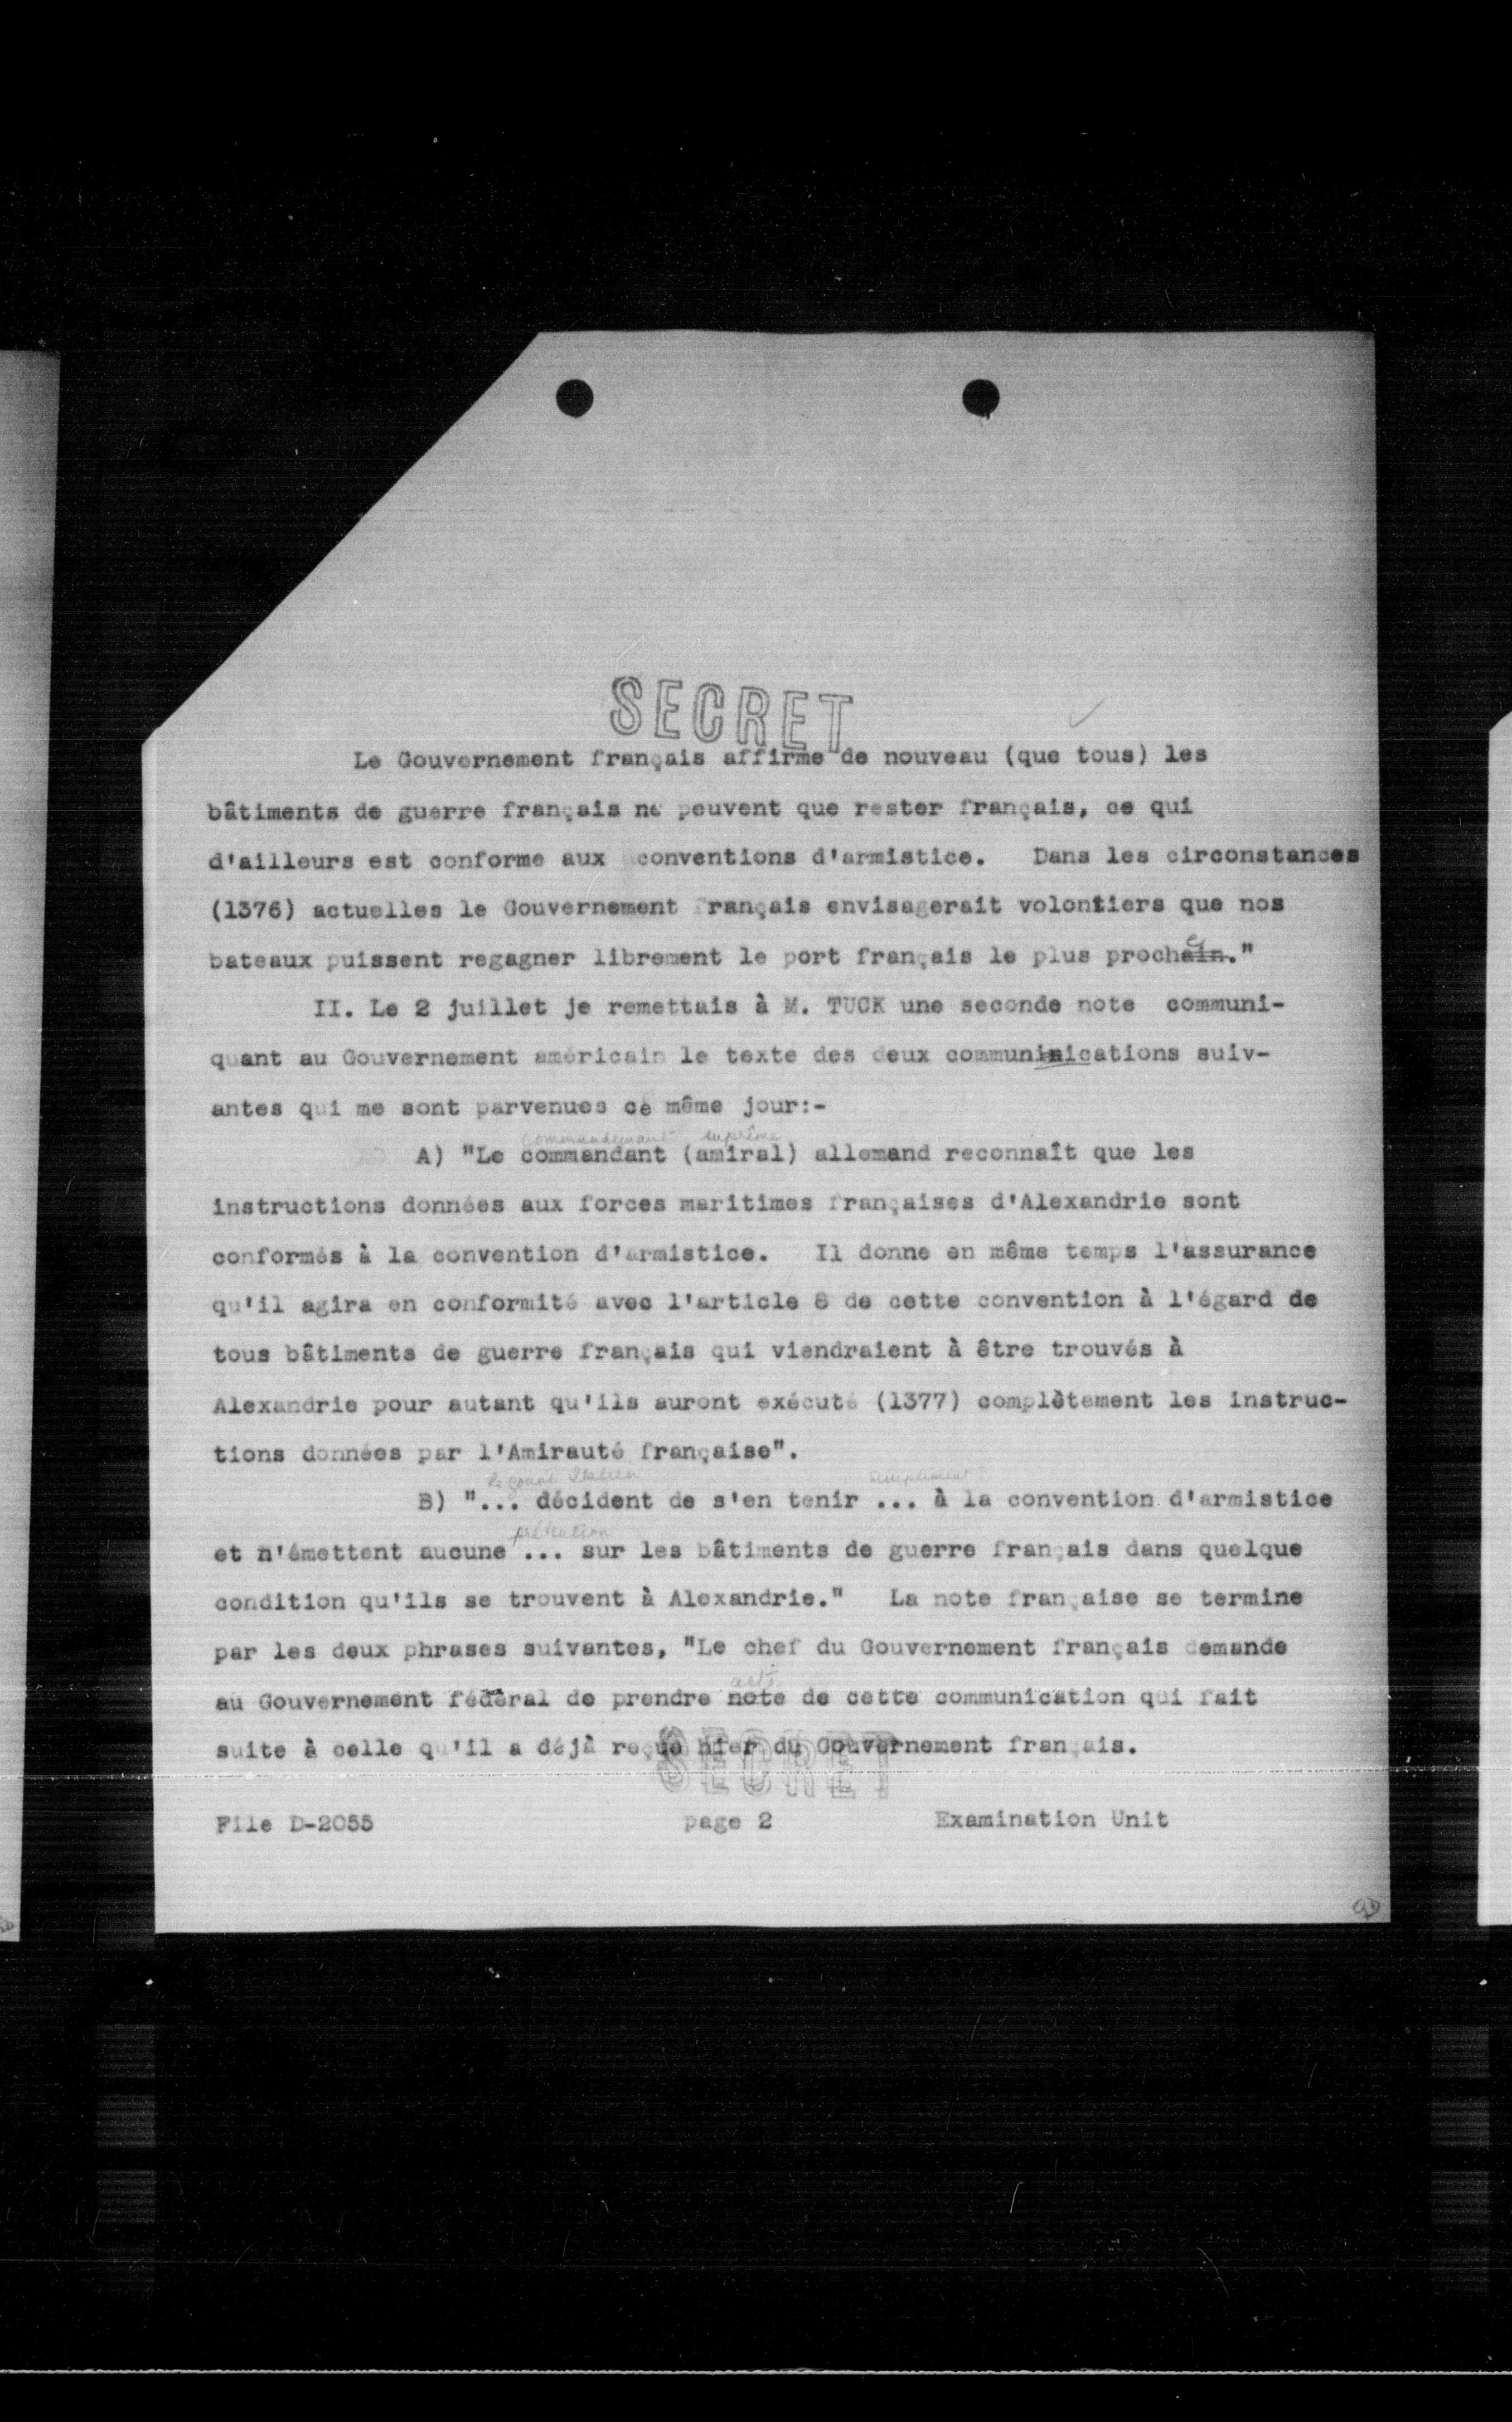 SECRET
Le Gouvernement français affirme de nouveau (que tous) les
bâtiments de guerre français ne peuvent que rester français, ce qui
d'ailleurs est conforme aux conventions d'armistice. Dans les circonstances
(1376) actuelles le Gouvernement français envisagerait volontiers que nos
bateaux puissent regagner librement le port français le plus prochain."
II. Le 2 juillet je remettais à M. TUCK une seconde note communi-
quant au Gouvernement américain le texte des deux communinications suiv-
antes qui me sont parvenues ce même jour:-
commandement suprême
A) "Le commandant (amiral) allemand reconnaît que les
instructions données aux forces maritimes françaises d'Alexandrie sont
conformés à la convention d'armistice. Il donne en même temps l'assurance
qu'il agira en conformité avec l'article 8 de cette convention à l'égard de
tous bâtiments de guerre français qui viendraient à être trouvés à
Alexandrie pour autant qu'ils auront exécuté (1377) complètement les instruc-
tions données par l'Amirauté française".
Italien simplement
B) "... décident de s'en tenir ... à la convention d'armistice
prétention
et n'émettent aucune ... sur les bâtiments de guerre français dans quelque
condition qu'ils se trouvent à Alexandrie." La note française se termine
par les deux phrases suivantes, "Le chef du Gouvernement français demande
acte
au Gouvernement fédéral de prendre note de cette communication qui fait
suite à celle qu'il a déjà reçue hier du Gouvernement français.
SECRET
File D-2055 page 2 Examination Unit